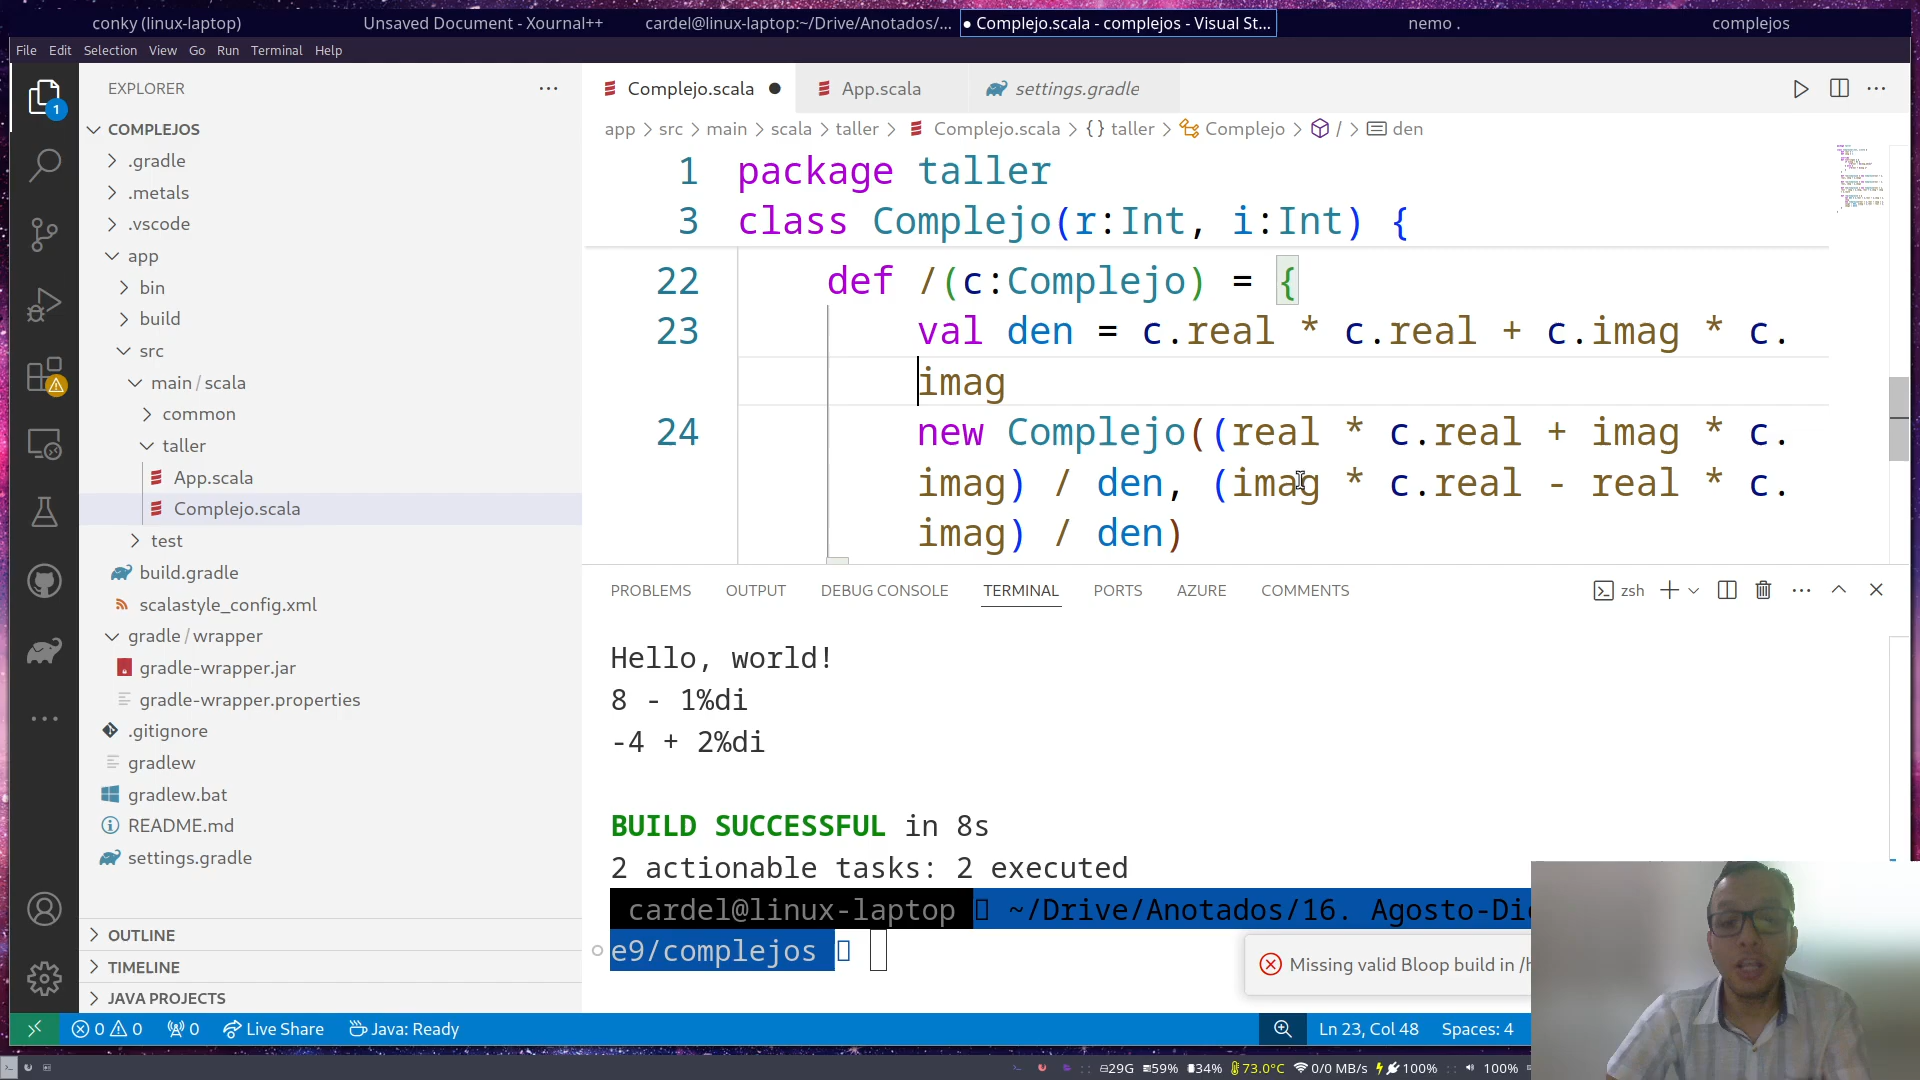 conky (linux-laptop) Unsaved Document - Xournal++ cardel@linux-laptop:~/Drive/Anotados/... ● Complejo.scala - complejos - Visual St... nemo . complejos
File Edit Selection View Go Run Terminal Help
EXPLORER ···
Complejo.scala ● App.scala settings.gradle
COMPLEJOS
app > src > main > scala > taller > Complejo.scala > {} taller > Complejo > / > den
1
.gradle
.metals
.vscode
app
bin
build
src
main/scala
common
taller
App.scala
Complejo.scala
test
build.gradle
scalastyle_config.xml
gradle/wrapper
gradle-wrapper.jar
gradle-wrapper.properties
.gitignore
gradlew
gradlew.bat
README.md
settings.gradle
OUTLINE
TIMELINE
JAVA PROJECTS
1 package taller
3 class Complejo(r:Int, i:Int) {
22 def /(c:Complejo) = {
23 val den = c.real * c.real + c.imag * c.
imag
24 new Complejo((real * c.real + imag * c.
imag) / den, (imag * c.real - real * c.
imag) / den)
PROBLEMS OUTPUT DEBUG CONSOLE TERMINAL PORTS AZURE COMMENTS zsh
Hello, world!
8 - 1%di
-4 + 2%di
BUILD SUCCESSFUL in 8s
2 actionable tasks: 2 executed
cardel@linux-laptop ~/Drive/Anotados/16. Agosto-Di
e9/complejos
Missing valid Bloop build in /h
0 0 0 Live Share Java: Ready Ln 23, Col 48 Spaces: 4
29G 59% 34% 73.0°C 0/0 MB/s 100% 100%